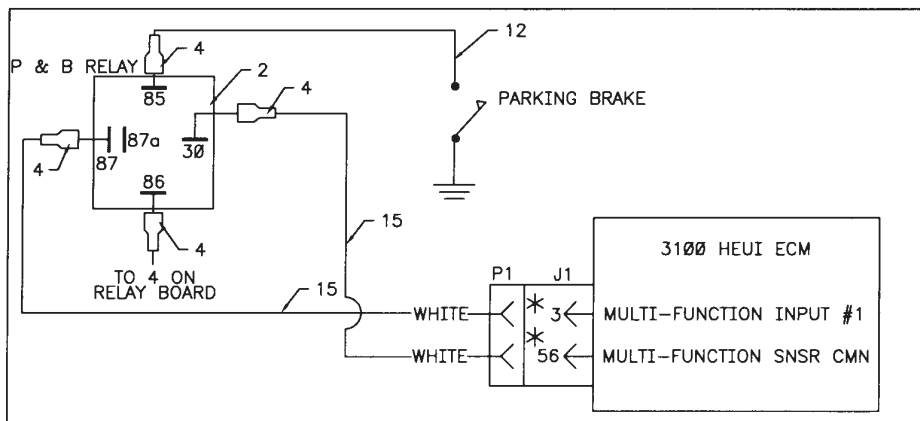 12
4
P & B RELAY
2
4
85
PARKING BRAKE
87a
30
87
4
86
4
15
3100 HEUI ECM
TO 4 ON
RELAY BOARD
P1 J1
15
WHITE * 3 MULTI-FUNCTION INPUT #1
WHITE * 56 MULTI-FUNCTION SNSR CMN